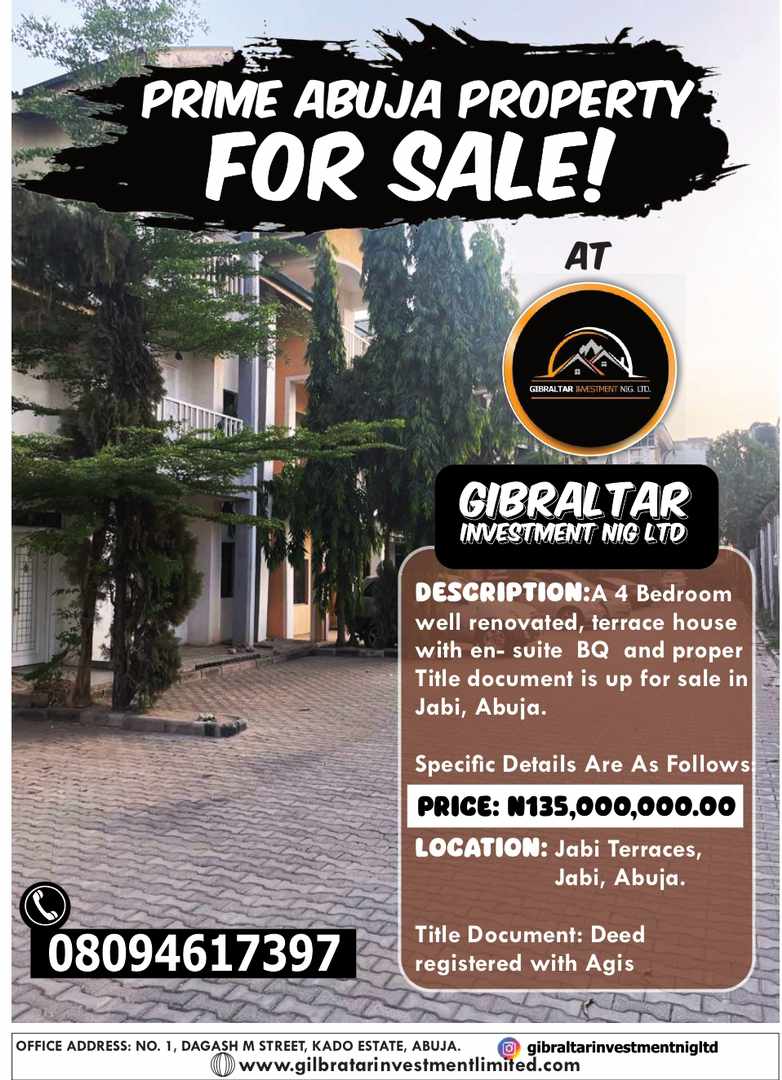 PRIME ABUJA PROPERTY
FOR SALE!
AT
GIBRALTAR INVESTMENT NIG. LTD.
GIBRALTAR
INVESTMENT NIG LTD
DESCRIPTION:A 4 Bedroom
well renovated, terrace house
with en- suite BQ and proper
Title document is up for sale in
Jabi, Abuja.
Specific Details Are As Follows:
PRICE: N135,000,000.00
LOCATION: Jabi Terraces,
Jabi, Abuja.
Title Document: Deed
registered with Agis
08094617397
OFFICE ADDRESS: NO. 1, DAGASH M STREET, KADO ESTATE, ABUJA.
gibraltarinvestmentnigltd
www.gilbratarinvestmentlimited.com